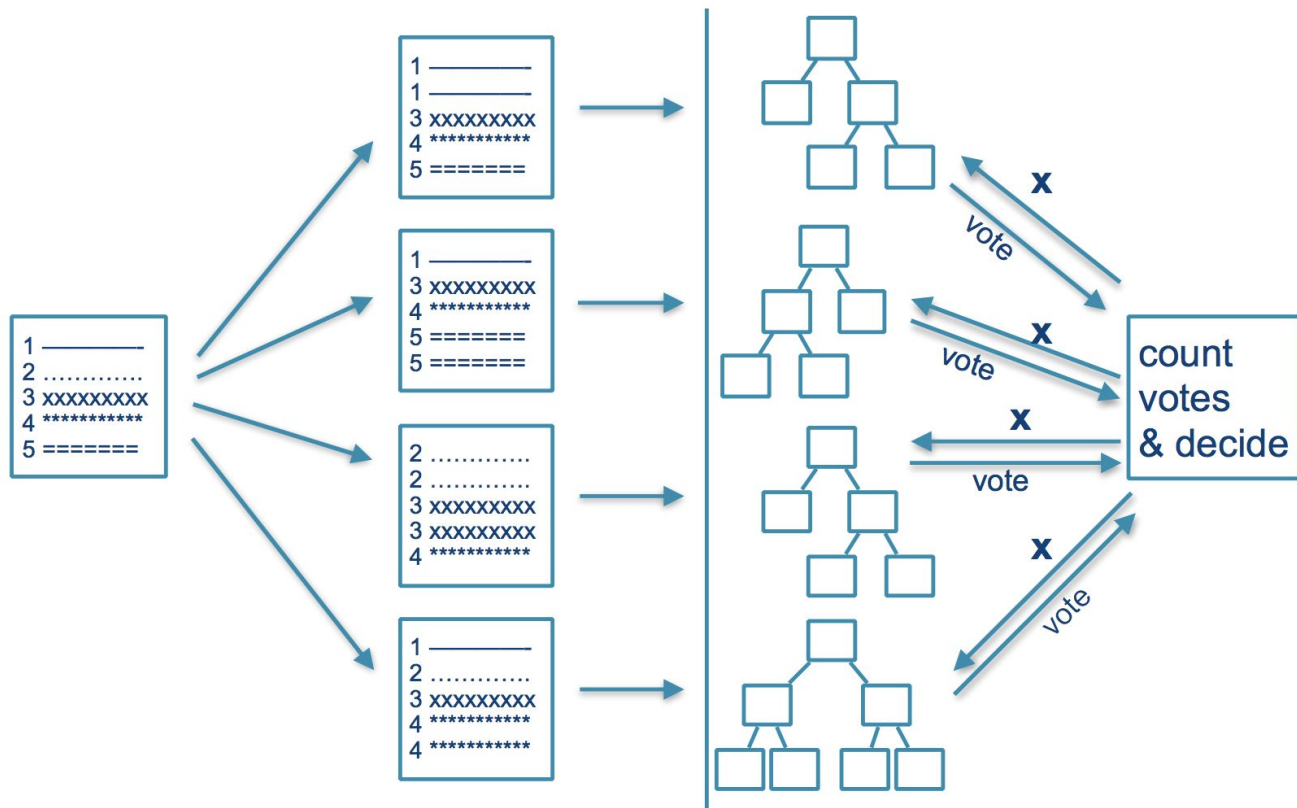 1 ——————-
1 ——————-
3 xxxxxxxxx
4 ***********
5 =======
1 ——————-
3 xxxxxxxxx
4 ***********
5 =======
5 =======
1 ——————-
2 .............
3 xxxxxxxxx
4 ***********
5 =======
2 .............
2 .............
3 xxxxxxxxx
3 xxxxxxxxx
4 ***********
1 ——————-
2 .............
3 xxxxxxxxx
4 ***********
4 ***********
x
vote
x
vote
x
vote
x
vote
count
votes
& decide